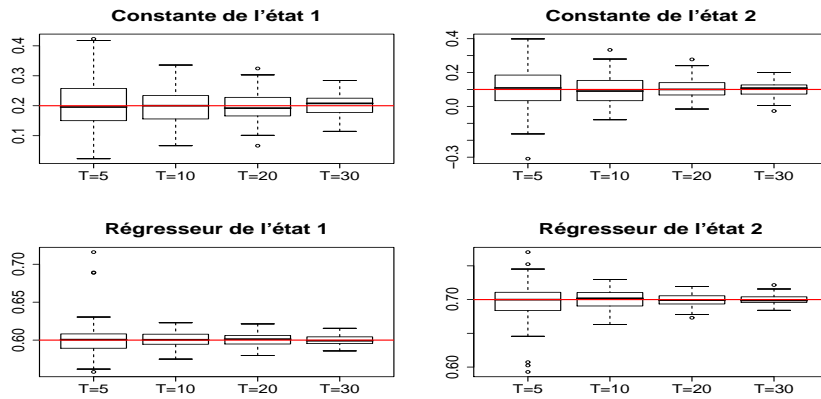 Constante de l'état 1
0.4
0.3
0.2
0.1
T=5 T=10 T=20 T=30
Constante de l'état 2
0.4
0.2
0.0
-0.3
T=5 T=10 T=20 T=30
Régresseur de l'état 1
0.70
0.65
0.60
T=5 T=10 T=20 T=30
Régresseur de l'état 2
0.70
0.60
T=5 T=10 T=20 T=30